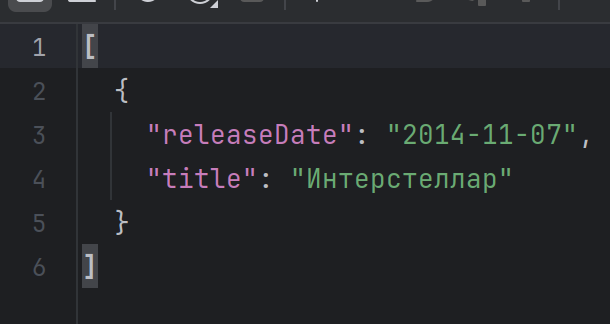 1 [
2 {
3 "releaseDate": "2014-11-07",
4 "title": "Интерстеллар"
5 }
6 ]